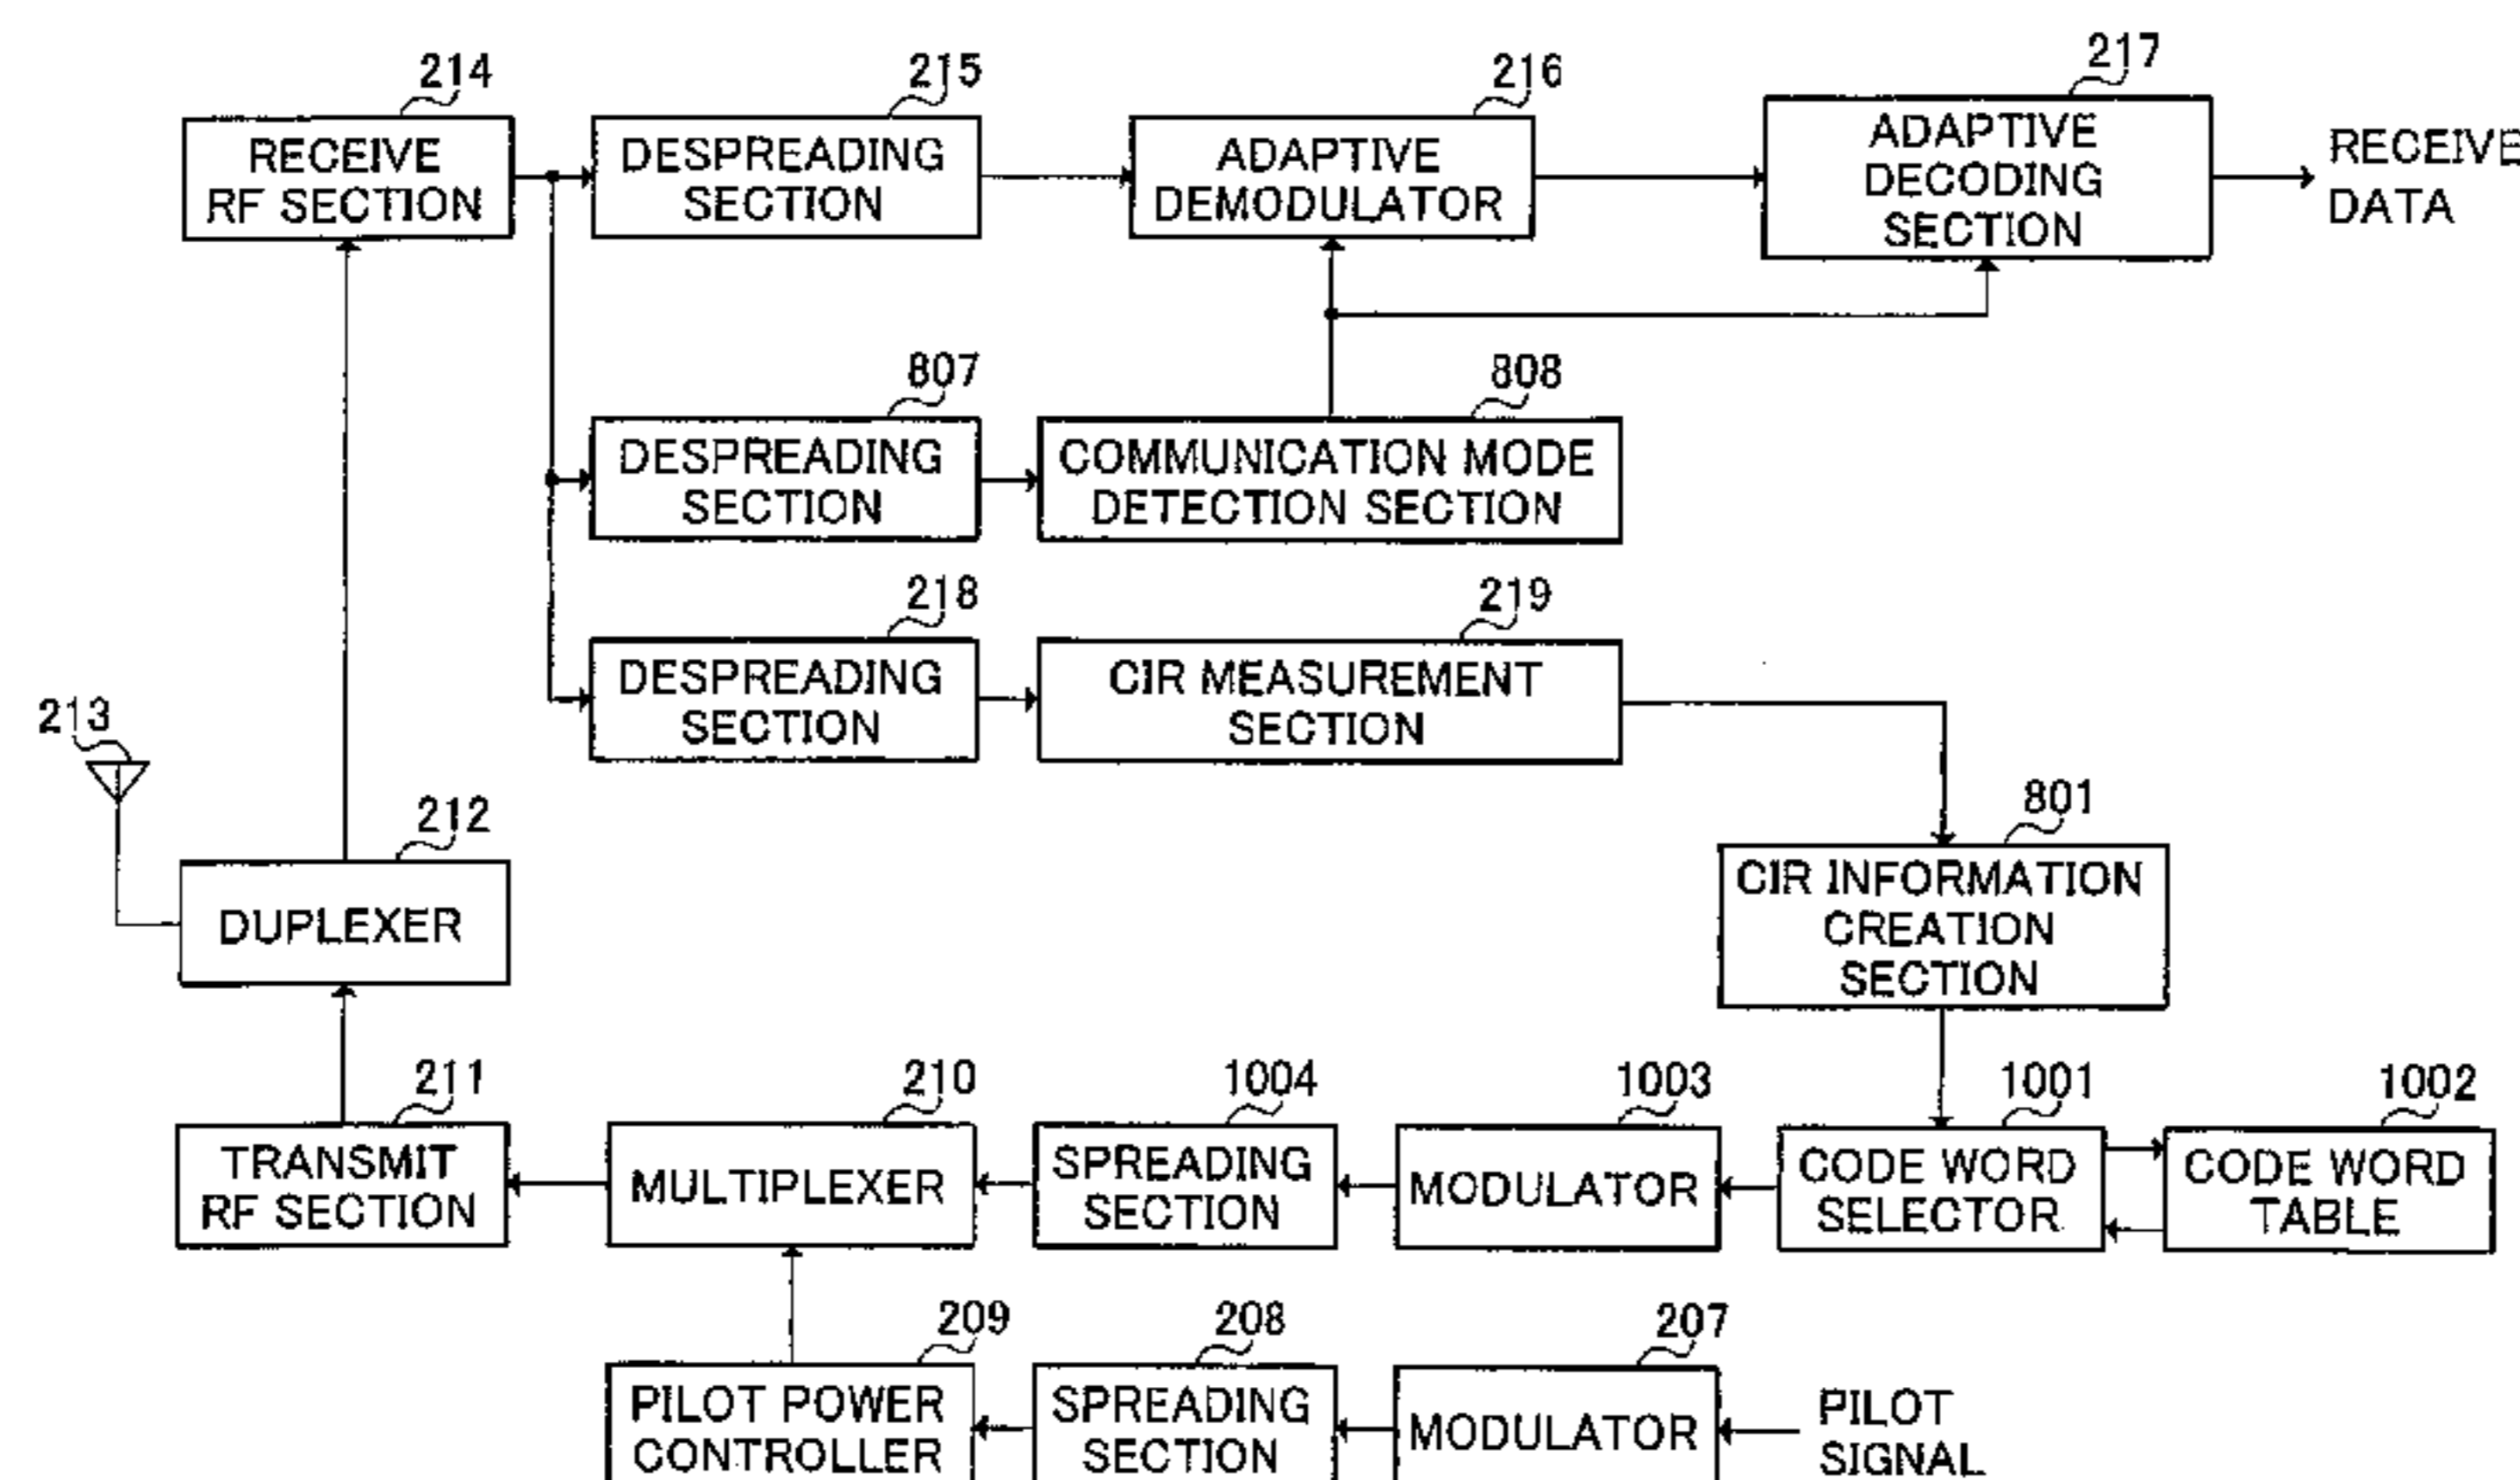 214
215
216
217
RECEIVE
RF SECTION
DESPREADING
SECTION
ADAPTIVE
DEMODULATOR
ADAPTIVE
DECODING
SECTION
RECEIVE
DATA
807
808
DESPREADING
SECTION
COMMUNICATION MODE
DETECTION SECTION
218
219
DESPREADING
SECTION
CIR MEASUREMENT
SECTION
213
212
801
DUPLEXER
CIR INFORMATION
CREATION
SECTION
211
210
1004
1003
1001
1002
TRANSMIT
RF SECTION
MULTIPLEXER
SPREADING
SECTION
MODULATOR
CODE WORD
SELECTOR
CODE WORD
TABLE
209
208
207
PILOT POWER
CONTROLLER
SPREADING
SECTION
MODULATOR
PILOT
SIGNAL